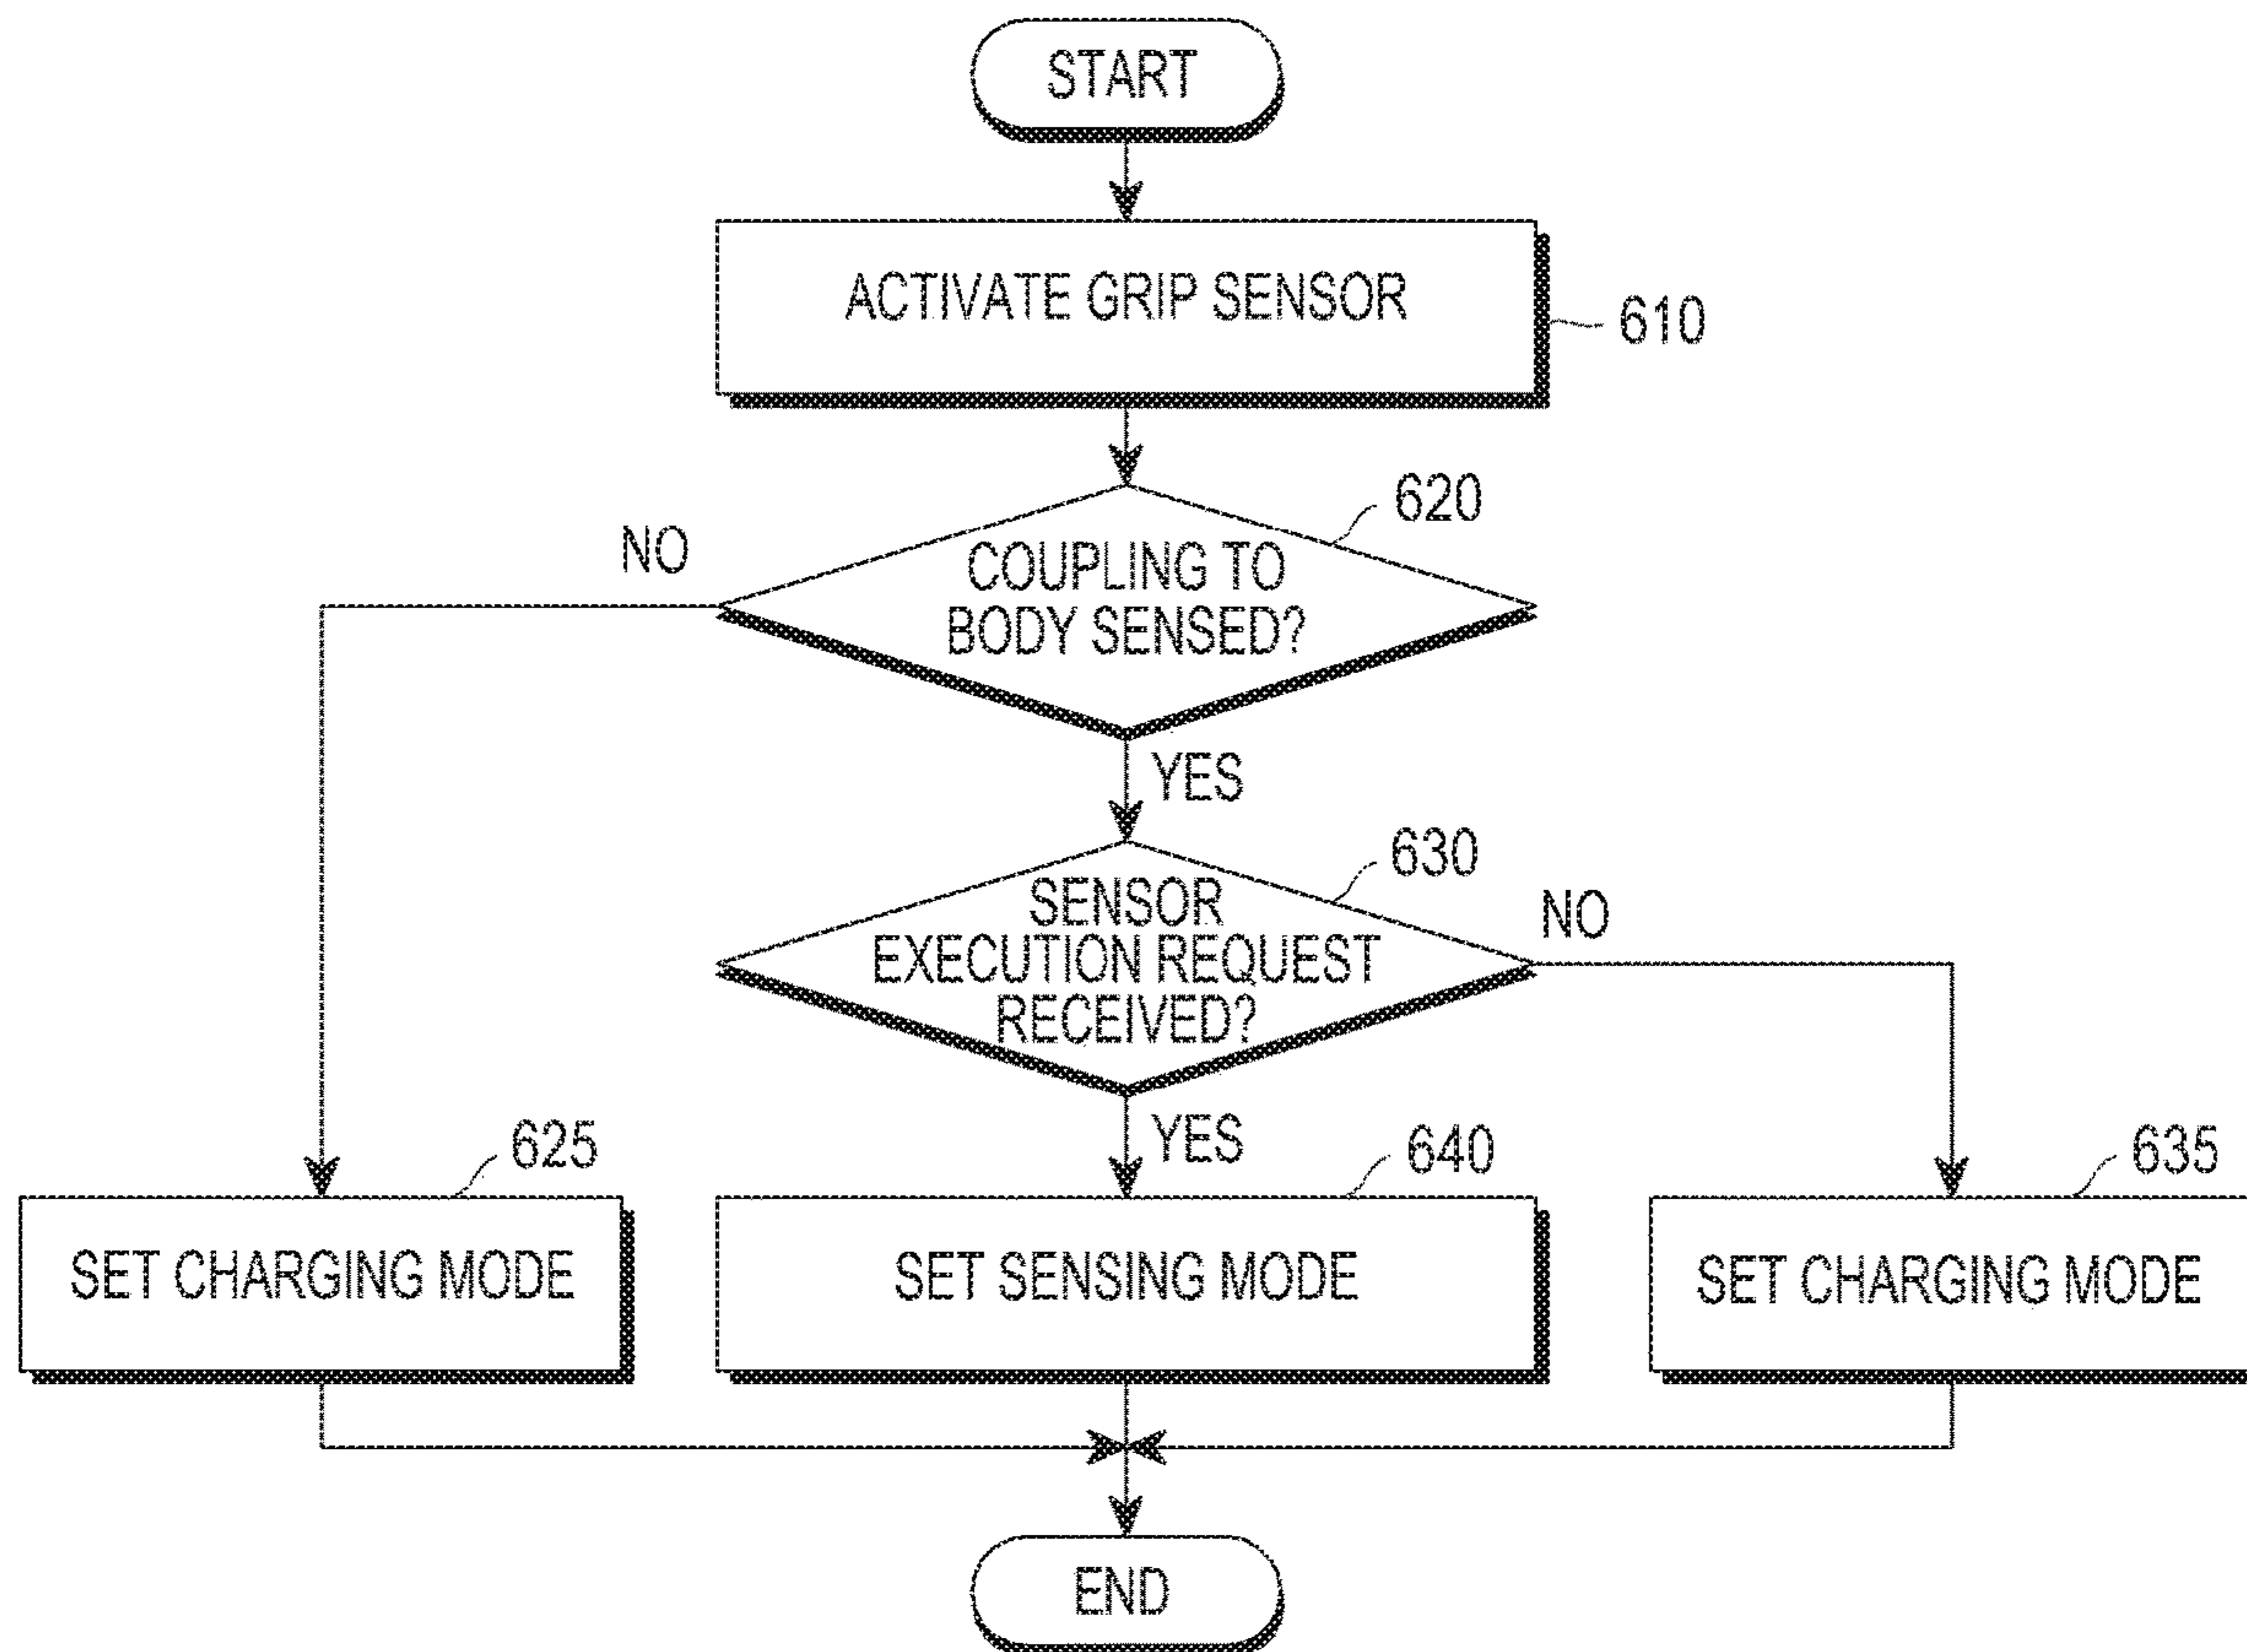 START
ACTIVATE GRIP SENSOR
610
620
NO
COUPLING TO
BODY SENSED?
YES
630
SENSOR
EXECUTION REQUEST
RECEIVED?
NO
YES
625
640
635
SET CHARGING MODE
SET SENSING MODE
SET CHARGING MODE
END